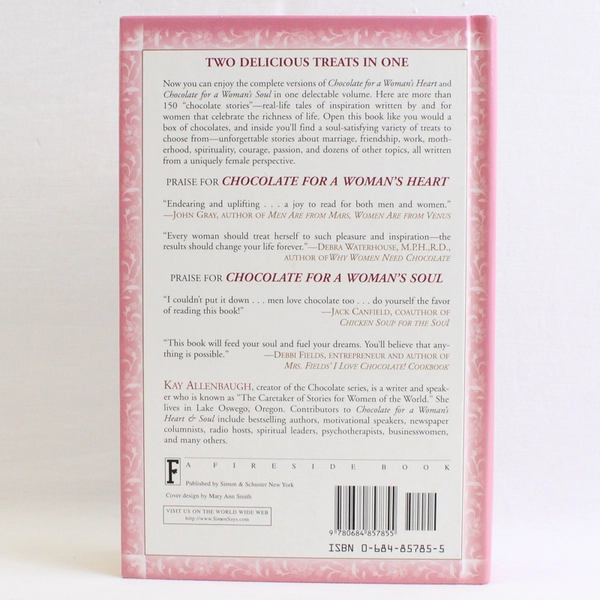 TWO DELICIOUS TREATS IN ONE
Now you can enjoy the complete versions of Chocolate for a Woman's Heart and
Chocolate for a Woman's Soul in one delectable volume. Here are more than
150 "chocolate stories"—real-life tales of inspiration written by and for
women that celebrate the richness of life. Open this book like you would a
box of chocolates, and inside you'll find a soul-satisfying variety of treats to
choose from—unforgettable stories about marriage, friendship, work, moth-
erhood, spirituality, courage, passion, and dozens of other topics, all written
from a uniquely female perspective.
PRAISE FOR CHOCOLATE FOR A WOMAN'S HEART
"Endearing and uplifting . . . a joy to read for both men and women."
—JOHN GRAY, AUTHOR OF MEN ARE FROM MARS, WOMEN ARE FROM VENUS
"Every woman should treat herself to such pleasure and inspiration—the
results should change your life forever."—DEBRA WATERHOUSE, M.P.H.,R.D.,
AUTHOR OF WHY WOMEN NEED CHOCOLATE
PRAISE FOR CHOCOLATE FOR A WOMAN'S SOUL
"I couldn't put it down . . . men love chocolate too . . . do yourself the favor
of reading this book!" —JACK CANFIELD, COAUTHOR OF
CHICKEN SOUP FOR THE SOUl
"This book will feed your soul and fuel your dreams. You'll believe that any-
thing is possible." —DEBBI FIELDS, ENTREPRENEUR AND AUTHOR OF
MRS. FIELDS' I LOVE CHOCOLATE! COOKBOOK
KAY ALLENBAUGH, creator of the Chocolate series, is a writer and speak-
er who is known as "The Caretaker of Stories for Women of the World." She
lives in Lake Oswego, Oregon. Contributors to Chocolate for a Woman's
Heart & Soul include bestselling authors, motivational speakers, newspaper
columnists, radio hosts, spiritual leaders, psychotherapists, businesswomen,
and many others.
F A FIRESIDE BOOK
Published by Simon & Schuster New York
Cover design by Mary Ann Smith
VISIT US ON THE WORLD WIDE WEB
http://www.SimonSays.com
9 780684 857855
ISBN 0-684-85785-5